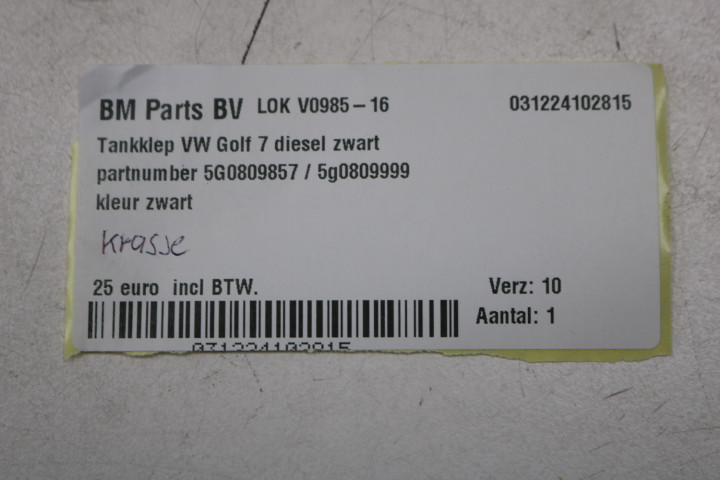 BM Parts BV LOK V0985-16 031224102815
Tankklep VW Golf 7 diesel zwart
partnumber 5G0809857 / 5g0809999
kleur zwart
Krasje
25 euro incl BTW. Verz: 10
Aantal: 1
031224102815